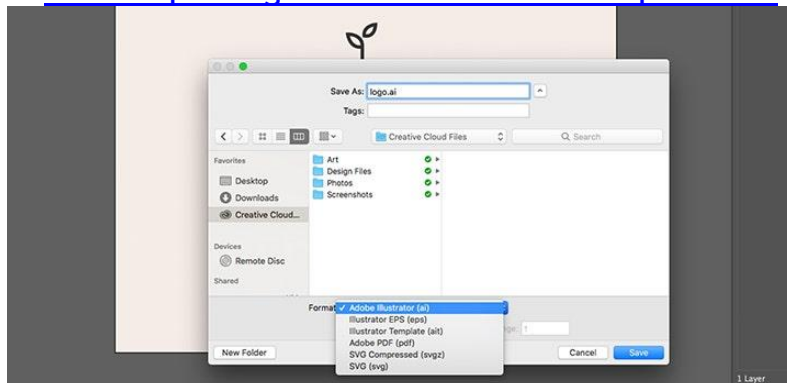 Save As: logo.ai
Tags:
Creative Cloud Files
Search
Favorites
Desktop
Downloads
Creative Cloud...
Devices
Remote Disc
Shared
Art
Design Files
Photos
Screenshots
Format ✓ Adobe Illustrator (ai)
Illustrator EPS (eps)
Illustrator Template (ait)
Adobe PDF (pdf)
SVG Compressed (svgz)
SVG (svg)
New Folder
Cancel
Save
1 Layer